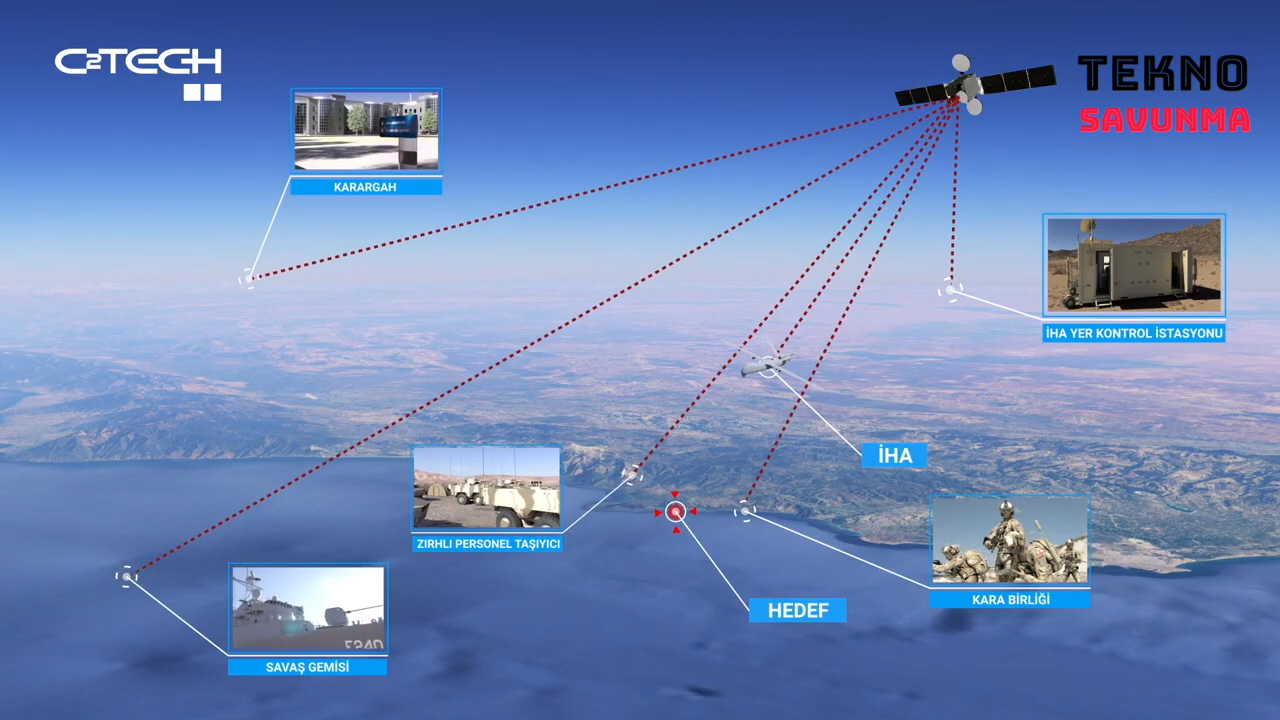 C2TECH
TEKNO
SAVUNMA
KARARGAH
İHA YER KONTROL İSTASYONU
İHA
ZIRHLI PERSONEL TAŞIYICI
HEDEF
KARA BİRLİĞİ
SAVAŞ GEMİSİ